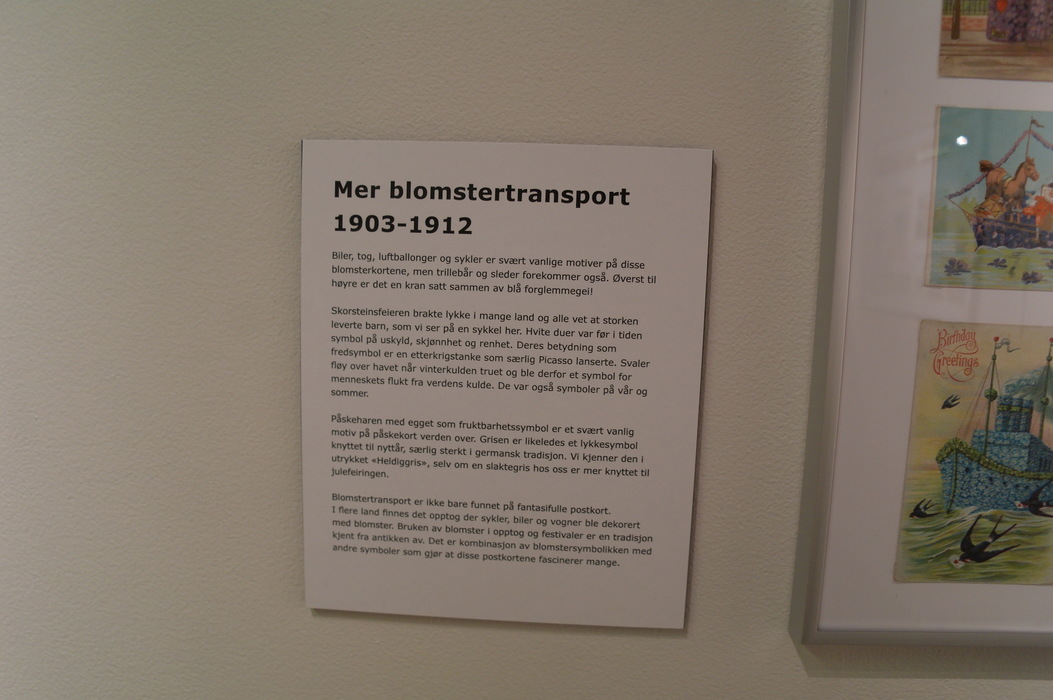 Mer blomstertransport
1903-1912
Biler, tog, luftballonger og sykler er svært vanlige motiver på disse
blomsterkortene, men trillebår og sleder forekommer også. Øverst til
høyre er det en kran satt sammen av blå forglemmegei!
Skorsteinsfeieren brakte lykke i mange land og alle vet at storken
leverte barn, som vi ser på en sykkel her. Hvite duer var før i tiden
symbol på uskyld, skjønnhet og renhet. Deres betydning som
fredsymbol er en etterkrigstanke som særlig Picasso lanserte. Svaler
fløy over havet når vinterkulden truet og ble derfor et symbol for
menneskets flukt fra verdens kulde. De var også symboler på vår og
sommer.
Påskeharen med egget som fruktbarhetssymbol er et svært vanlig
motiv på påskekort verden over. Grisen er likeledes et lykkesymbol
knyttet til nyttår, særlig sterkt i germansk tradisjon. Vi kjenner den i
utrykket «Heldiggris», selv om en slaktegris hos oss er mer knyttet til
julefeiringen.
Blomstertransport er ikke bare funnet på fantasifulle postkort.
I flere land finnes det opptog der sykler, biler og vogner ble dekorert
med blomster. Bruken av blomster i opptog og festivaler er en tradisjon
kjent fra antikken av. Det er kombinasjon av blomstersymbolikken med
andre symboler som gjør at disse postkortene fascinerer mange.
Birthday
Greetings